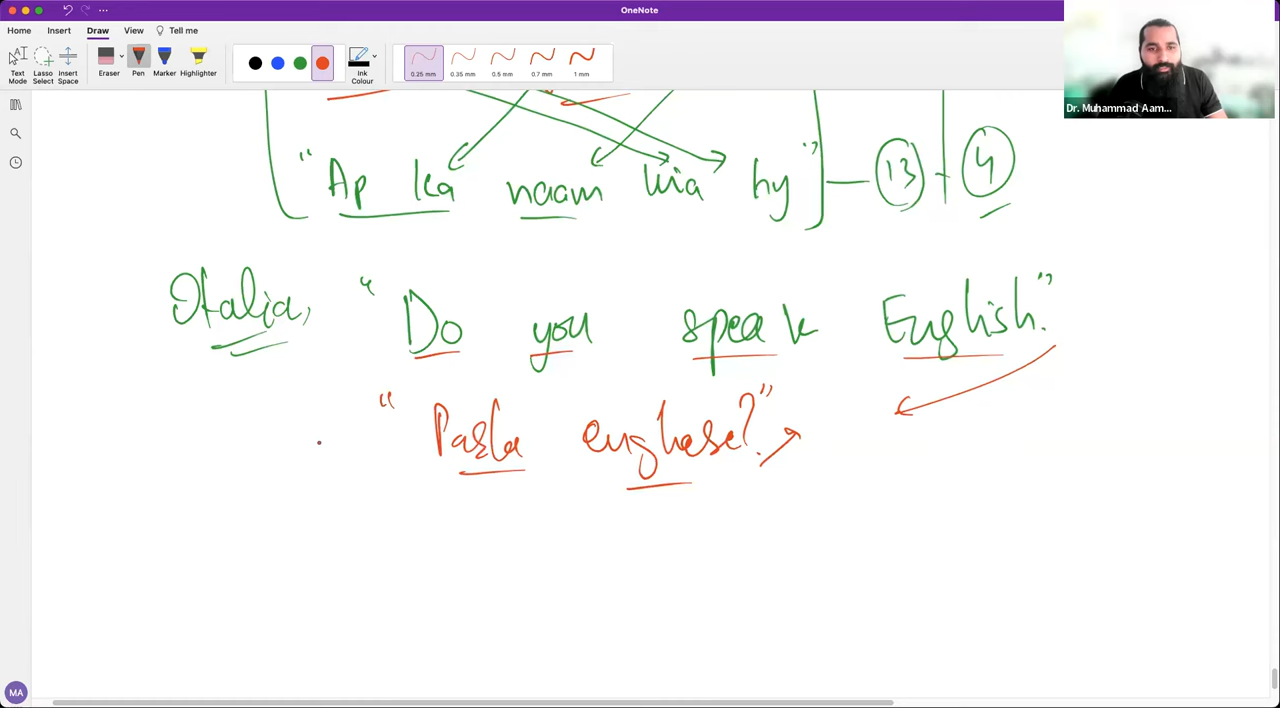 OneNote
Home Insert Draw View Tell me
Text Mode Lasso Select Insert Space Eraser Pen Marker Highlighter Ink Colour 0.25 mm 0.35 mm 0.5 mm 0.7 mm 1 mm
Dr. Muhammad Aam...
"Ap ka naam kia hy" 13 4
Italia, "Do you speak English."
"Parla englase?"
MA